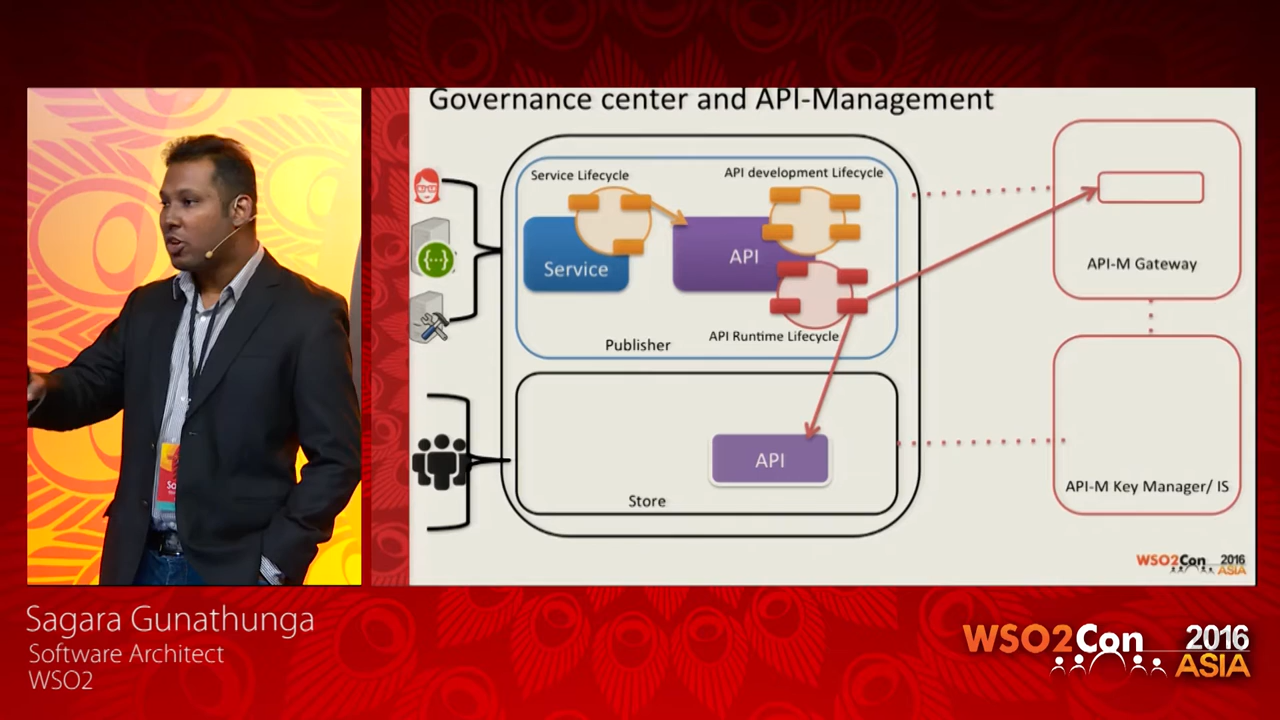 Governance center and API-Management
Service Lifecycle
API development Lifecycle
Service
API
API Runtime Lifecycle
Publisher
API-M Gateway
API
Store
API-M Key Manager/ IS
WSO2Con 2016
ASIA
Sagara Gunathunga
Software Architect
WSO2
WSO2Con 2016
ASIA